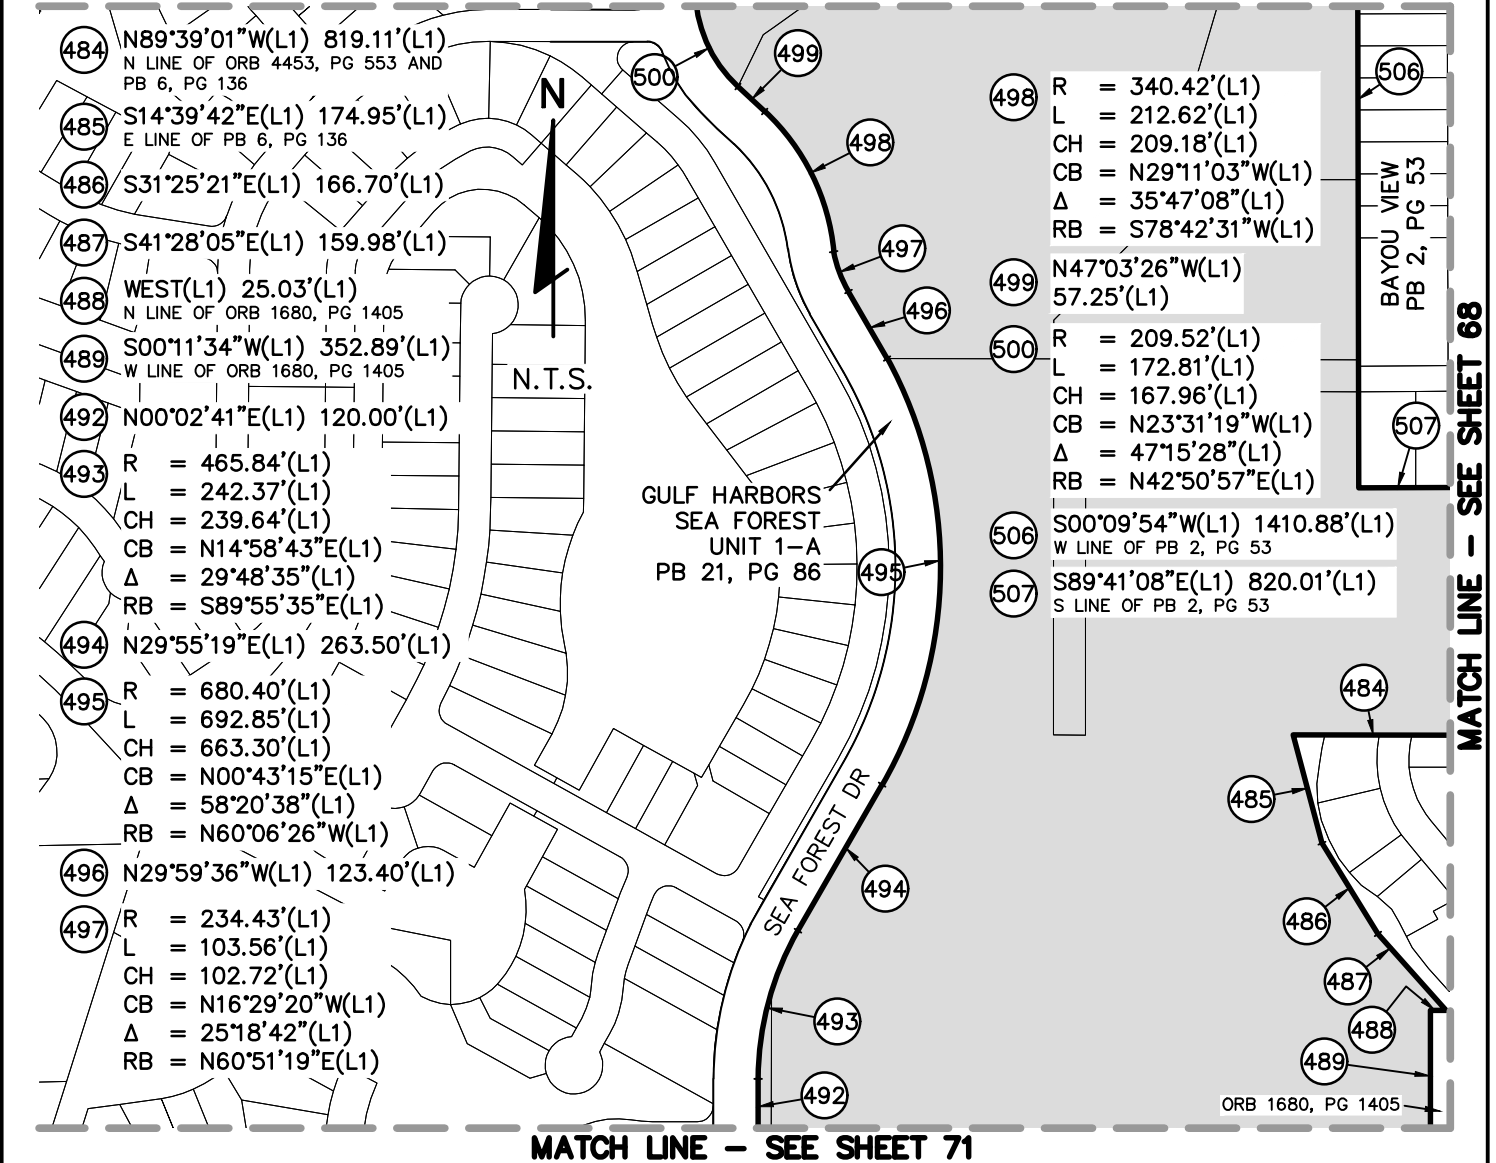 484 N89°39'01"W(L1) 819.11'(L1)
N LINE OF ORB 4453, PG 553 AND
PB 6, PG 136
485 S14°39'42"E(L1) 174.95'(L1)
E LINE OF PB 6, PG 136
486 S31°25'21"E(L1) 166.70'(L1)
487 S41°28'05"E(L1) 159.98'(L1)
488 WEST(L1) 25.03'(L1)
N LINE OF ORB 1680, PG 1405
489 S00°11'34"W(L1) 352.89'(L1)
W LINE OF ORB 1680, PG 1405
492 N00°02'41"E(L1) 120.00'(L1)
493 R = 465.84'(L1)
L = 242.37'(L1)
CH = 239.64'(L1)
CB = N14°58'43"E(L1)
Δ = 29°48'35"(L1)
RB = S89°55'35"E(L1)
494 N29°55'19"E(L1) 263.50'(L1)
495 R = 680.40'(L1)
L = 692.85'(L1)
CH = 663.30'(L1)
CB = N00°43'15"E(L1)
Δ = 58°20'38"(L1)
RB = N60°06'26"W(L1)
496 N29°59'36"W(L1) 123.40'(L1)
497 R = 234.43'(L1)
L = 103.56'(L1)
CH = 102.72'(L1)
CB = N16°29'20"W(L1)
Δ = 25°18'42"(L1)
RB = N60°51'19"E(L1)
N
N.T.S.
500
499
498
497
496
GULF HARBORS
SEA FOREST
UNIT 1-A
PB 21, PG 86
495
SEA FOREST DR
494
493
492
498 R = 340.42'(L1)
L = 212.62'(L1)
CH = 209.18'(L1)
CB = N29°11'03"W(L1)
Δ = 35°47'08"(L1)
RB = S78°42'31"W(L1)
499 N47°03'26"W(L1)
57.25'(L1)
500 R = 209.52'(L1)
L = 172.81'(L1)
CH = 167.96'(L1)
CB = N23°31'19"W(L1)
Δ = 47°15'28"(L1)
RB = N42°50'57"E(L1)
506 S00°09'54"W(L1) 1410.88'(L1)
W LINE OF PB 2, PG 53
507 S89°41'08"E(L1) 820.01'(L1)
S LINE OF PB 2, PG 53
506
BAYOU VIEW
PB 2, PG 53
507
484
485
486
487
488
489
ORB 1680, PG 1405
MATCH LINE - SEE SHEET 68
MATCH LINE - SEE SHEET 71